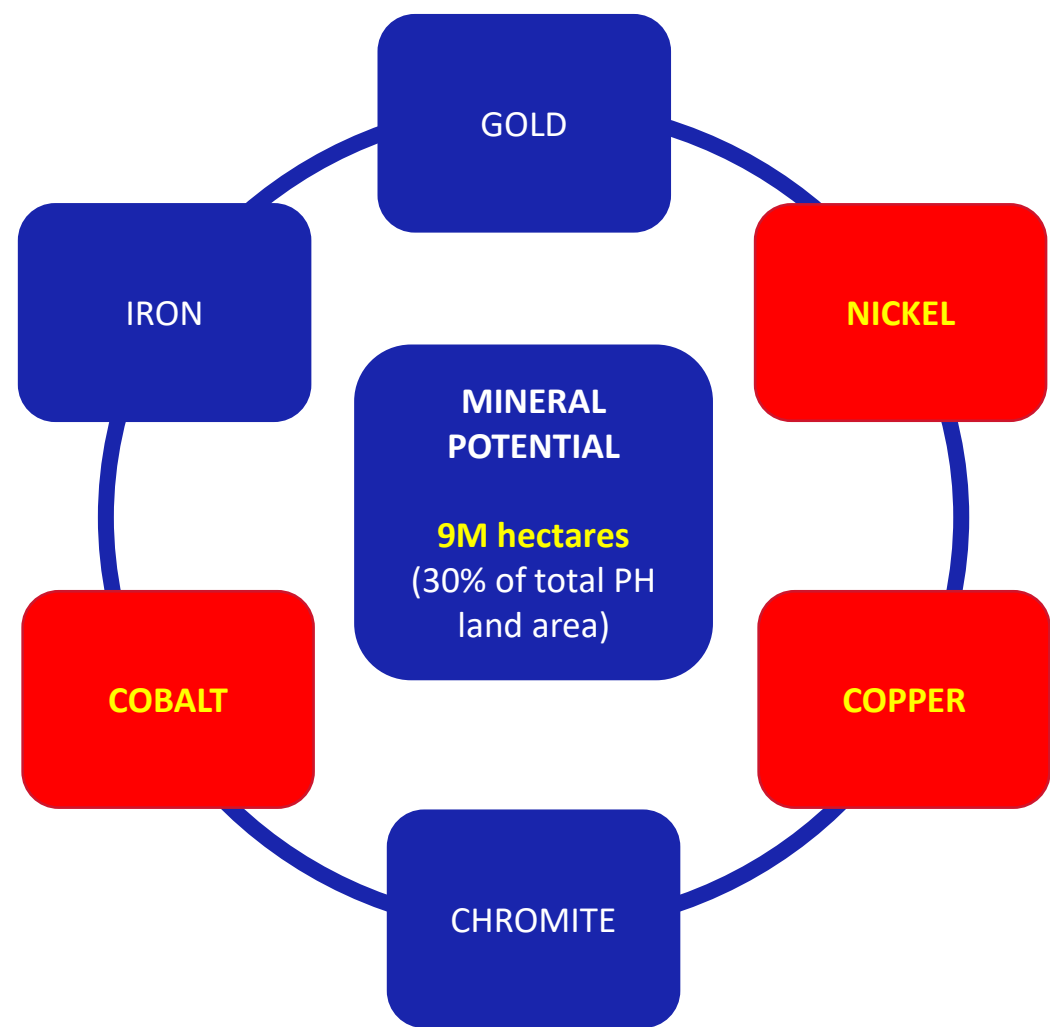 GOLD
NICKEL
COPPER
CHROMITE
COBALT
IRON
MINERAL
POTENTIAL
9M hectares
(30% of total PH
land area)